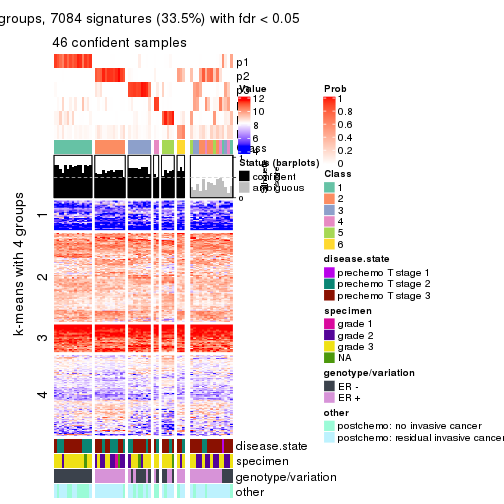 groups, 7084 signatures (33.5%) with fdr < 0.05
46 confident samples
p1
p2
Value
12
10
8
6
Prob
1
0.8
0.6
0.4
0.2
0
Status (barplots)
confident
ambiguous
Class
1
2
3
4
5
6
k-means with 4 groups
1
2
3
4
disease.state
prechemo T stage 1
prechemo T stage 2
prechemo T stage 3
specimen
grade 1
grade 2
grade 3
NA
genotype/variation
ER -
ER +
other
postchemo: no invasive cancer
postchemo: residual invasive cancer
disease.state
specimen
genotype/variation
other